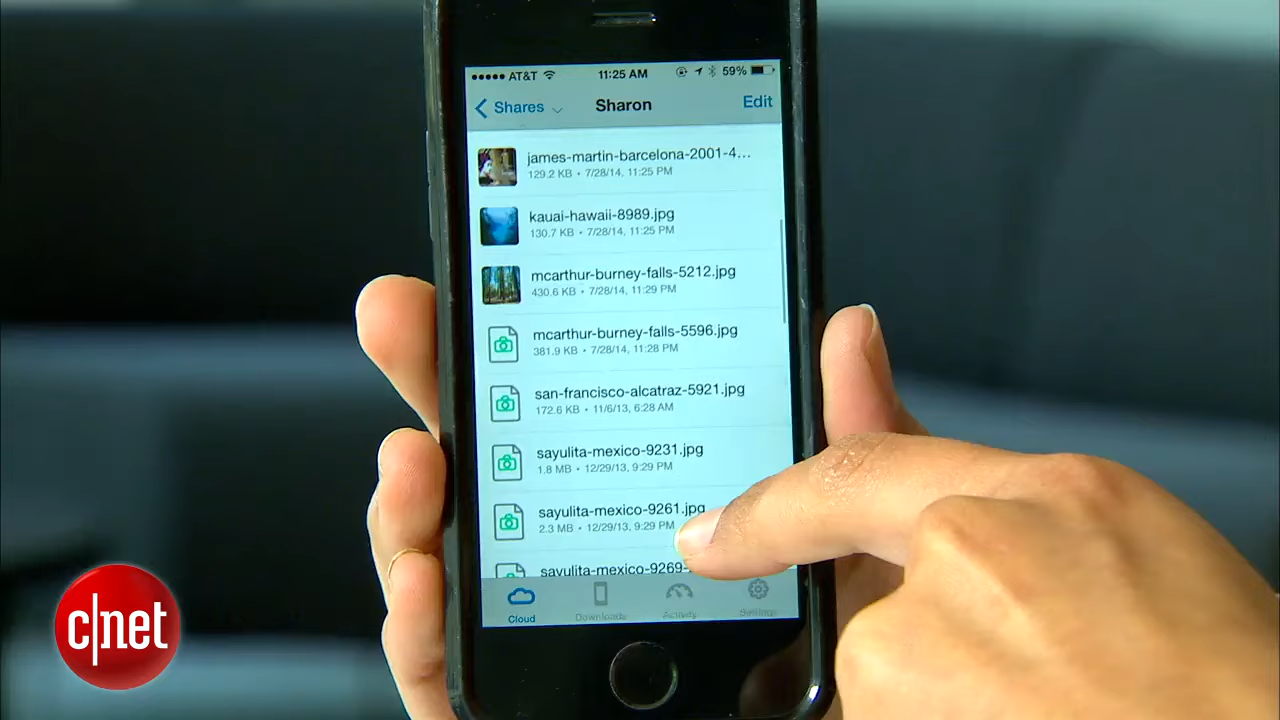 AT&T 11:25 AM 59%
Shares Sharon Edit
james-martin-barcelona-2001-4...
129.2 KB • 7/28/14, 11:25 PM
kauai-hawaii-8989.jpg
130.7 KB • 7/28/14, 11:25 PM
mcarthur-burney-falls-5212.jpg
430.6 KB • 7/28/14, 11:29 PM
mcarthur-burney-falls-5596.jpg
381.9 KB • 7/28/14, 11:28 PM
san-francisco-alcatraz-5921.jpg
172.6 KB • 11/6/13, 6:28 AM
sayulita-mexico-9231.jpg
1.8 MB • 12/29/13, 9:29 PM
sayulita-mexico-9261.jpg
2.3 MB • 12/29/13, 9:29 PM
sayulita-mexico-9269-
Cloud Downloads Activity Settings
c|net